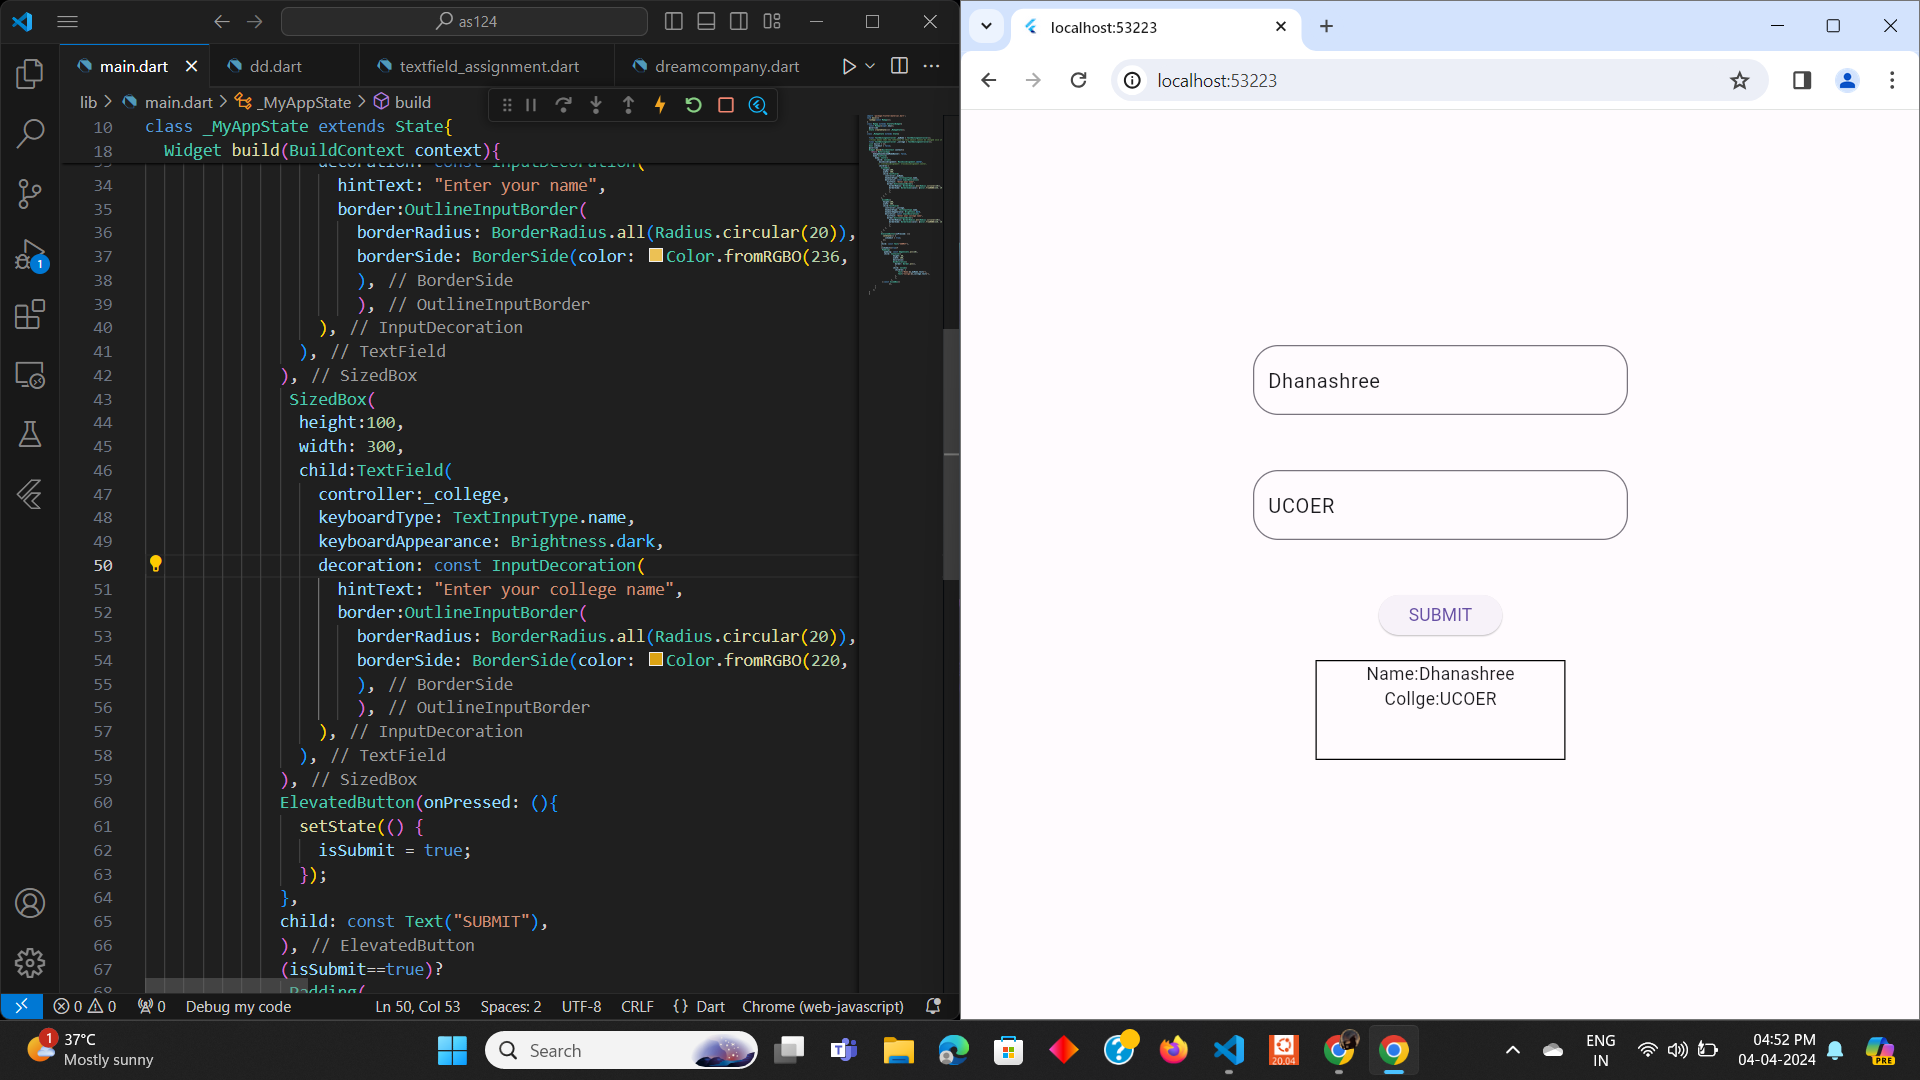 as124
main.dart
dd.dart
textfield_assignment.dart
dreamcompany.dart
lib > main.dart > _MyAppState > build
10 class _MyAppState extends State{
18 Widget build(BuildContext context){
decoration: const InputDecoration(
34 hintText: "Enter your name",
35 border:OutlineInputBorder(
36 borderRadius: BorderRadius.all(Radius.circular(20)),
37 borderSide: BorderSide(color: Color.fromRGBO(236,
38 ), // BorderSide
39 ), // OutlineInputBorder
40 ), // InputDecoration
41 ), // TextField
42 ), // SizedBox
43 SizedBox(
44 height:100,
45 width: 300,
46 child:TextField(
47 controller:_college,
48 keyboardType: TextInputType.name,
49 keyboardAppearance: Brightness.dark,
50 decoration: const InputDecoration(
51 hintText: "Enter your college name",
52 border:OutlineInputBorder(
53 borderRadius: BorderRadius.all(Radius.circular(20)),
54 borderSide: BorderSide(color: Color.fromRGBO(220,
55 ), // BorderSide
56 ), // OutlineInputBorder
57 ), // InputDecoration
58 ), // TextField
59 ), // SizedBox
60 ElevatedButton(onPressed: (){
61 setState(() {
62 isSubmit = true;
63 });
64 },
65 child: const Text("SUBMIT"),
66 ), // ElevatedButton
67 (isSubmit==true)?
68 Padding(
1
0 0 0 Debug my code Ln 50, Col 53 Spaces: 2 UTF-8 CRLF {} Dart Chrome (web-javascript)
localhost:53223
localhost:53223
Dhanashree
UCOER
SUBMIT
Name:Dhanashree
Collge:UCOER
1
37°C
Mostly sunny
Search
20.04
ENG
IN
04:52 PM
04-04-2024
PRE